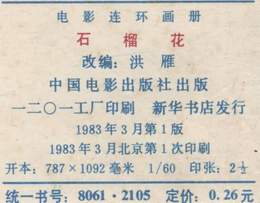 电影连环画册
石榴花
改编：洪雁
中国电影出版社出版
一二〇一工厂印刷 新华书店发行
1983年3月第1版
1983年3月北京第1次印刷
开本：787×1092毫米 1/60 印张：2½
统一书号：8061·2105 定价：0.26元